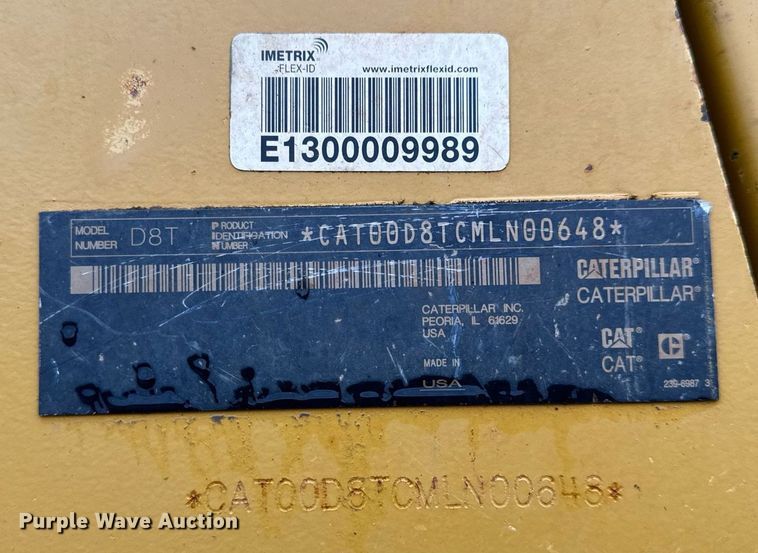 IMETRIX
FLEX-ID www.imetrixflexid.com
E1300009989
MODEL NUMBER D8T PRODUCT IDENTIFICATION NUMBER *CAT00D8TCMLN00648*
CATERPILLAR®
CATERPILLAR®
CATERPILLAR INC.
PEORIA, IL 61629
USA
CAT®
CAT®
C®
MADE IN
USA
239-6987 3
*CAT00D8TCMLN00648*
Purple Wave Auction